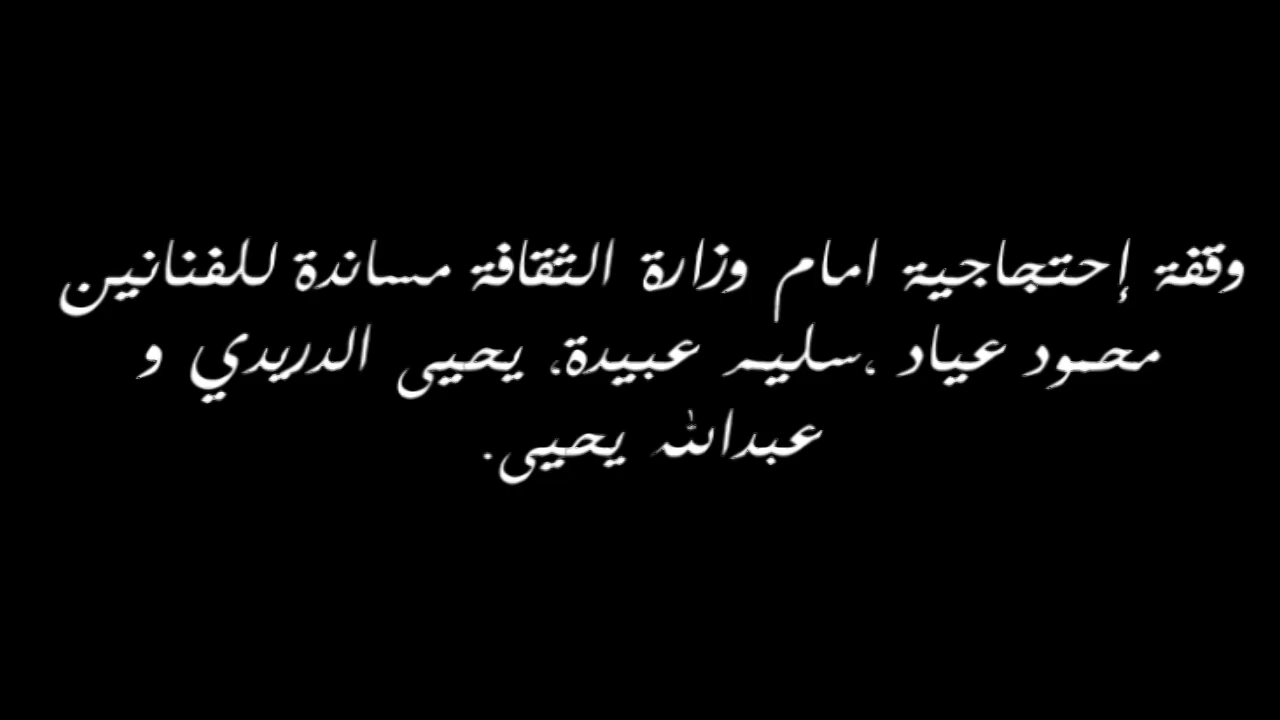 وقفة إحتجاجية امام وزارة الثقافة مساندة للفنانين
محمود عياد ،سليم عبيدة، يحيى الدريدي و
عبدالله يحيى.